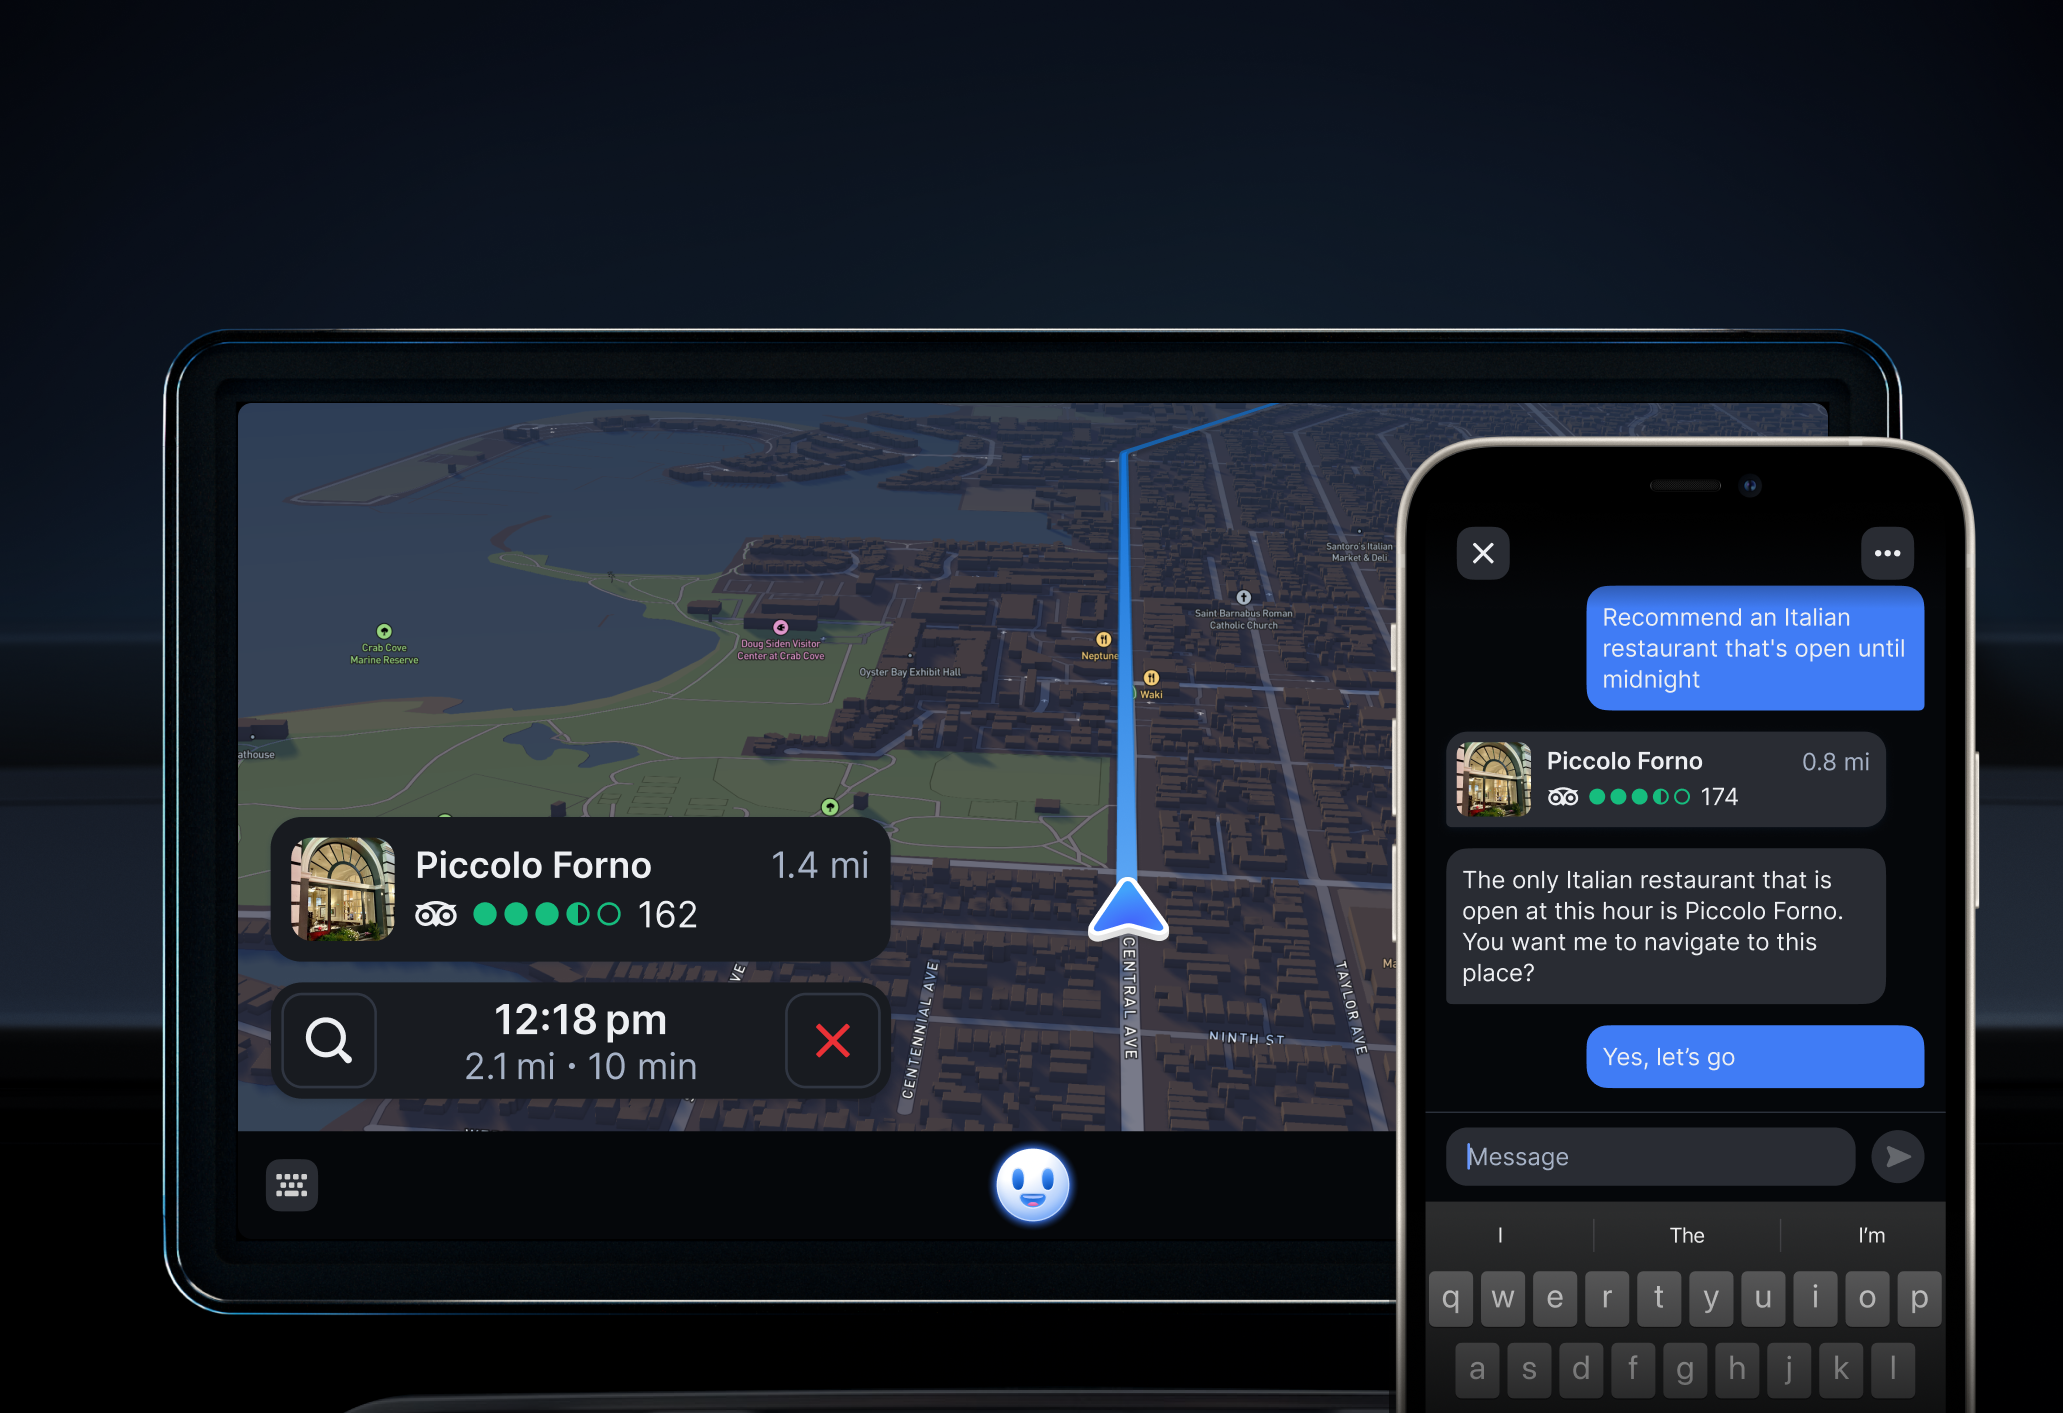 Santoro's Italian
Market & Deli
Saint Barnabus Roman
Catholic Church
Crab Cove
Marine Reserve
Doug Siden Visitor
Center at Crab Cove
Neptune
Oyster Bay Exhibit Hall
Waki
athouse
Piccolo Forno
1.4 mi
162
12:18 pm
2.1 mi • 10 min
VE
CENTENNIAL AVE
CENTRAL AVE
NINTH ST
TAYLOR AVE
Ma
Recommend an Italian
restaurant that's open until
midnight
Piccolo Forno
0.8 mi
174
The only Italian restaurant that is
open at this hour is Piccolo Forno.
You want me to navigate to this
place?
Yes, let’s go
Message
I The I’m
q w e r t y u i o p
a s d f g h j k l